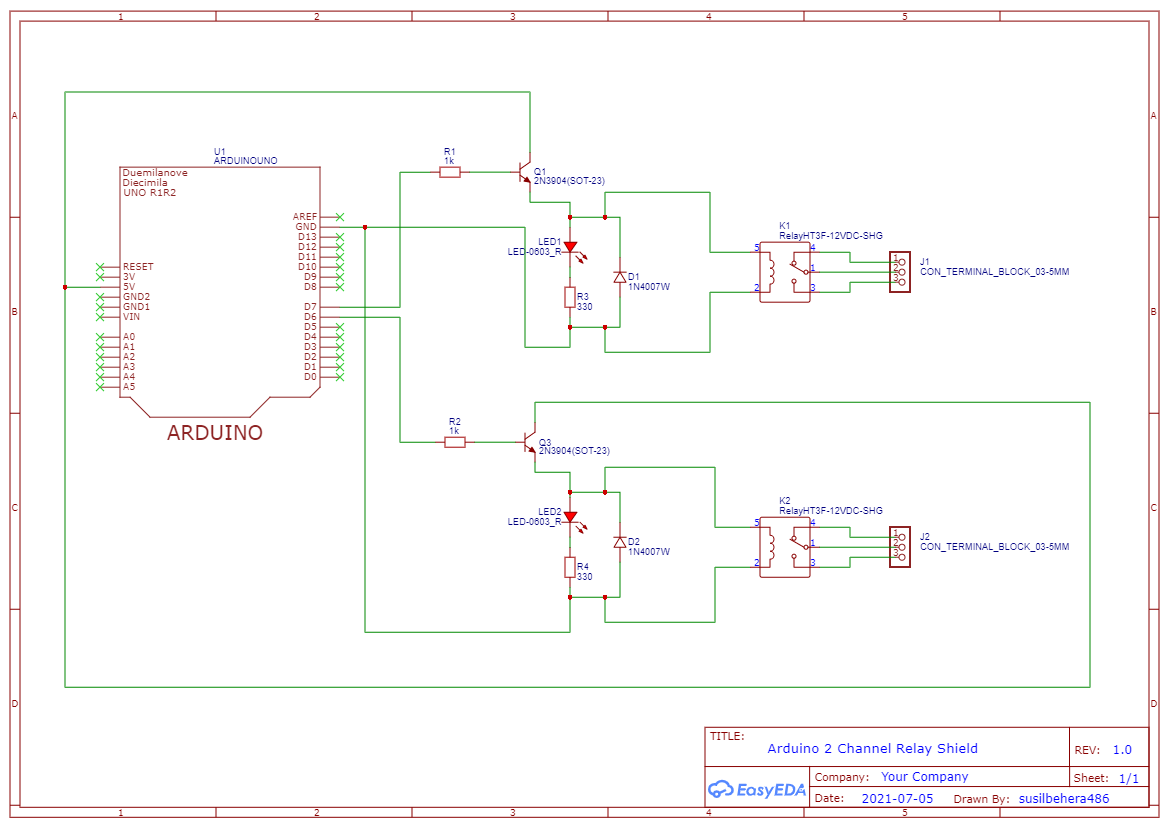 1 2 3 4 5
A
A
B
B
C
C
D
D
1 2 3 4 5
U1
ARDUINOUNO
Duemilanove
Diecimila
UNO R1R2
AREF
GND
D13
D12
D11
D10
D9
D8
D7
D6
D5
D4
D3
D2
D1
D0
RESET
3V
5V
GND2
GND1
VIN
A0
A1
A2
A3
A4
A5
ARDUINO
R1
1k
Q1
2N3904(SOT-23)
LED1
LED-0603_R
R3
330
D1
1N4007W
K1
RelayHT3F-12VDC-SHG
5
2
4
1
3
1
2
3
J1
CON_TERMINAL_BLOCK_03-5MM
R2
1k
Q3
2N3904(SOT-23)
LED2
LED-0603_R
R4
330
D2
1N4007W
K2
RelayHT3F-12VDC-SHG
5
2
4
1
3
1
2
3
J2
CON_TERMINAL_BLOCK_03-5MM
TITLE:
Arduino 2 Channel Relay Shield
REV: 1.0
EasyEDA
Company: Your Company
Sheet: 1/1
Date: 2021-07-05 Drawn By: susilbehera486